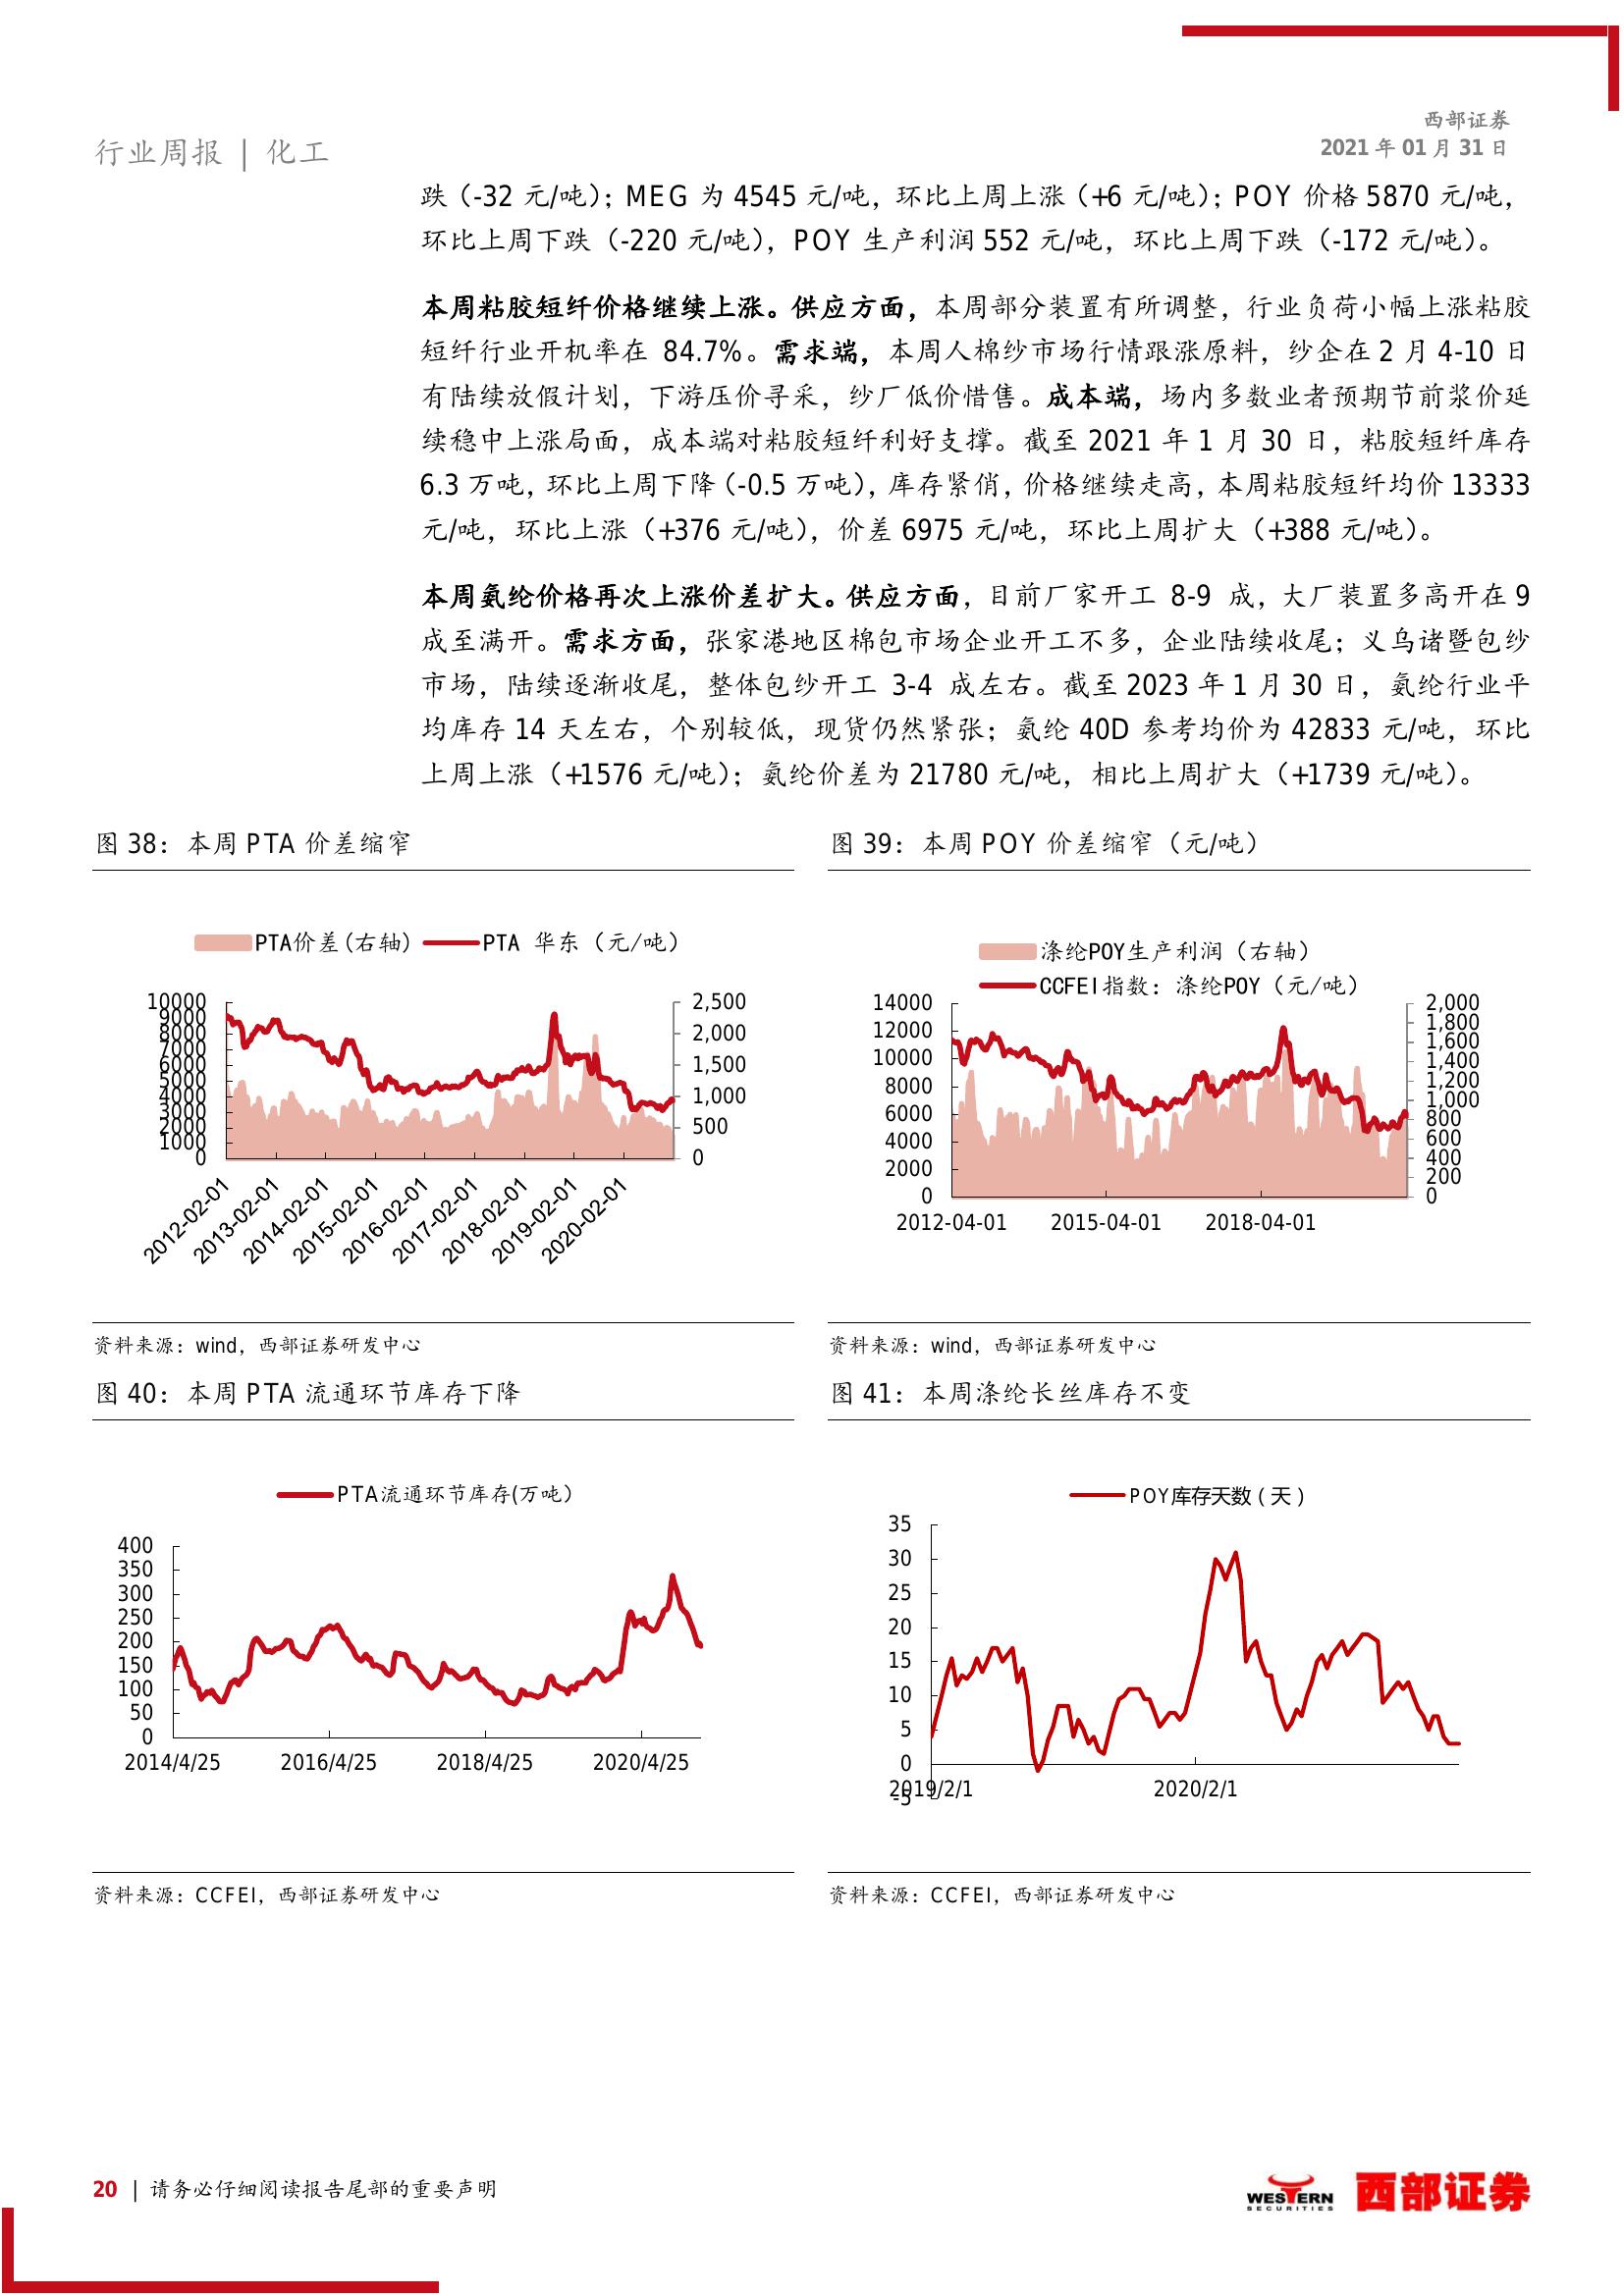 西部证券
行业周报 | 化工
2021 年 01 月 31 日
跌（-32 元/吨）；MEG 为 4545 元/吨，环比上周上涨（+6 元/吨）；POY 价格 5870 元/吨，
环比上周下跌（-220 元/吨），POY 生产利润 552 元/吨，环比上周下跌（-172 元/吨）。
本周粘胶短纤价格继续上涨。供应方面，本周部分装置有所调整，行业负荷小幅上涨粘胶
短纤行业开机率在 84.7%。需求端，本周人棉纱市场行情跟涨原料，纱企在 2 月 4-10 日
有陆续放假计划，下游压价寻采，纱厂低价惜售。成本端，场内多数业者预期节前浆价延
续稳中上涨局面，成本端对粘胶短纤利好支撑。截至 2021 年 1 月 30 日，粘胶短纤库存
6.3 万吨，环比上周下降（-0.5 万吨），库存紧俏，价格继续走高，本周粘胶短纤均价 13333
元/吨，环比上涨（+376 元/吨），价差 6975 元/吨，环比上周扩大（+388 元/吨）。
本周氨纶价格再次上涨价差扩大。供应方面，目前厂家开工 8-9 成，大厂装置多高开在 9
成至满开。需求方面，张家港地区棉包市场企业开工不多，企业陆续收尾；义乌诸暨包纱
市场，陆续逐渐收尾，整体包纱开工 3-4 成左右。截至 2023 年 1 月 30 日，氨纶行业平
均库存 14 天左右，个别较低，现货仍然紧张；氨纶 40D 参考均价为 42833 元/吨，环比
上周上涨（+1576 元/吨）；氨纶价差为 21780 元/吨，相比上周扩大（+1739 元/吨）。
图 38：本周 PTA 价差缩窄
PTA价差(右轴) PTA 华东（元/吨）
10000
9000
8000
7000
6000
5000
4000
3000
2000
1000
0
2,500
2,000
1,500
1,000
500
0
2012-02-01
2013-02-01
2014-02-01
2015-02-01
2016-02-01
2017-02-01
2018-02-01
2019-02-01
2020-02-01
资料来源：wind，西部证券研发中心
图 39：本周 POY 价差缩窄（元/吨）
涤纶POY生产利润（右轴）
CCFEI指数：涤纶POY（元/吨）
14000
12000
10000
8000
6000
4000
2000
0
2,000
1,800
1,600
1,400
1,200
1,000
800
600
400
200
0
2012-04-01 2015-04-01 2018-04-01
资料来源：wind，西部证券研发中心
图 40：本周 PTA 流通环节库存下降
PTA流通环节库存(万吨）
400
350
300
250
200
150
100
50
0
2014/4/25 2016/4/25 2018/4/25 2020/4/25
资料来源：CCFEI，西部证券研发中心
图 41：本周涤纶长丝库存不变
POY库存天数（天）
35
30
25
20
15
10
5
0
-5
2019/2/1 2020/2/1
资料来源：CCFEI，西部证券研发中心
20 | 请务必仔细阅读报告尾部的重要声明
WESTERN
SECURITIES
西部证券